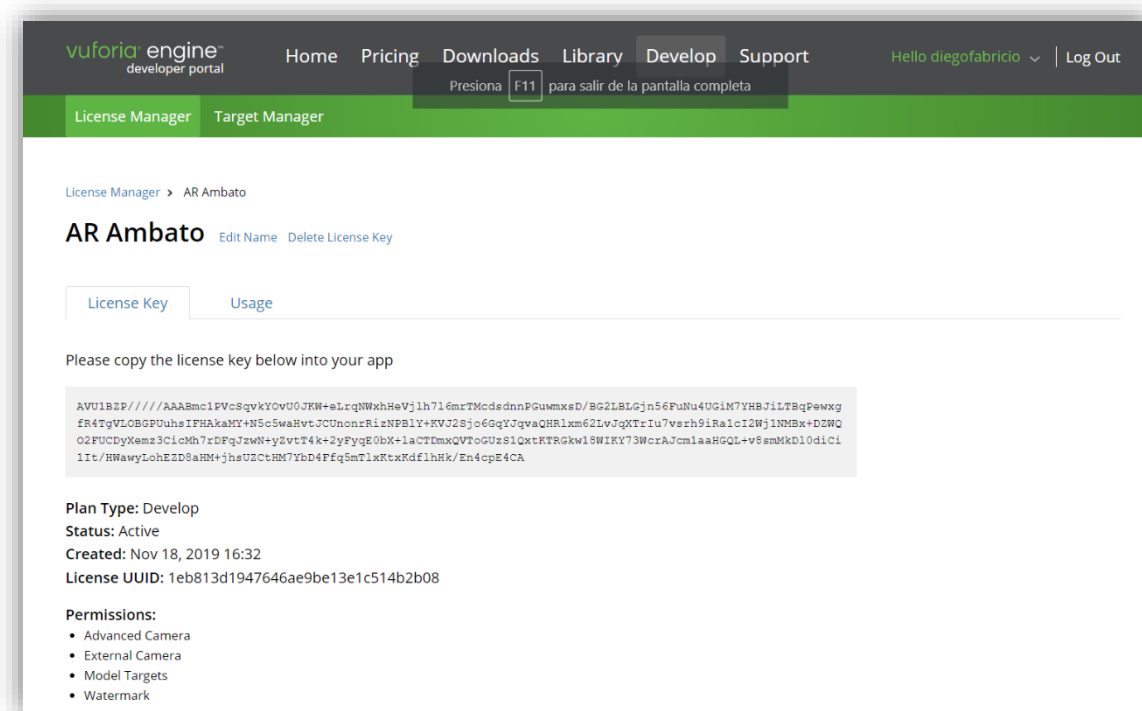 vuforia engine™
developer portal
Home Pricing Downloads Library Develop Support
Hello diegofabricio | Log Out
Presiona F11 para salir de la pantalla completa
License Manager Target Manager
License Manager > AR Ambato
AR Ambato Edit Name Delete License Key
License Key Usage
Please copy the license key below into your app
Plan Type: Develop
Status: Active
Created: Nov 18, 2019 16:32
License UUID: 1eb813d1947646ae9be13e1c514b2b08
Permissions:
• Advanced Camera
• External Camera
• Model Targets
• Watermark